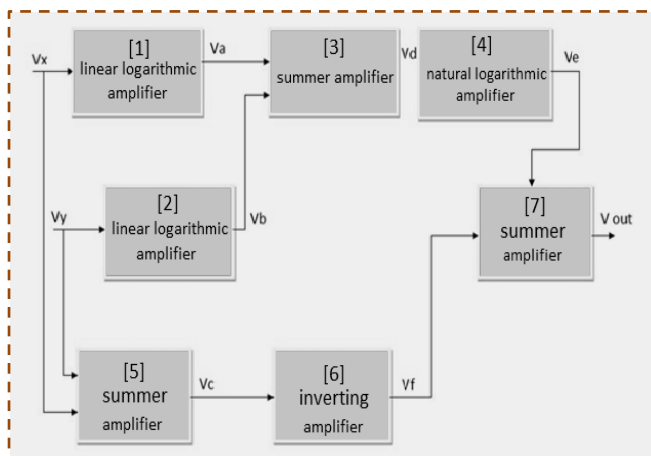 Vx
[1]
linear logarithmic
amplifier
Va
[3]
summer amplifier
Vd
[4]
natural logarithmic
amplifier
Ve
Vy
[2]
linear logarithmic
amplifier
Vb
[7]
summer
amplifier
V out
[5]
summer
amplifier
Vc
[6]
inverting
amplifier
Vf